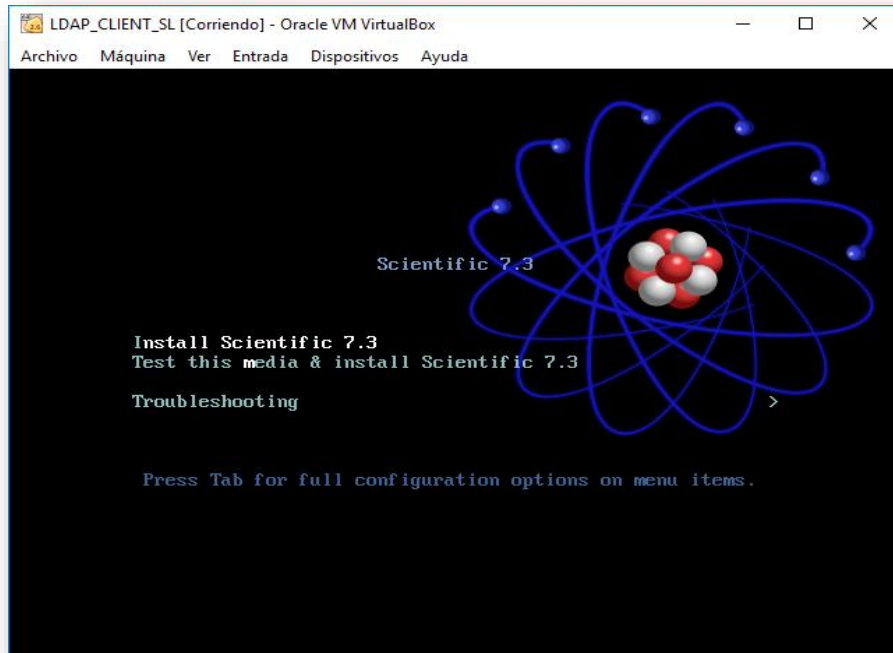 LDAP_CLIENT_SL [Corriendo] - Oracle VM VirtualBox
Archivo Máquina Ver Entrada Dispositivos Ayuda
Scientific 7.3
Install Scientific 7.3
Test this media & install Scientific 7.3
Troubleshooting >
Press Tab for full configuration options on menu items.